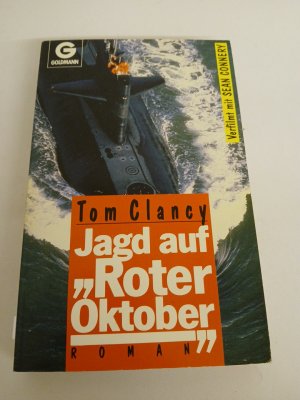 G
GOLDMANN
Verfilmt mit SEAN CONNERY
Tom Clancy
Jagd auf
„Roter
Oktober”
ROMAN